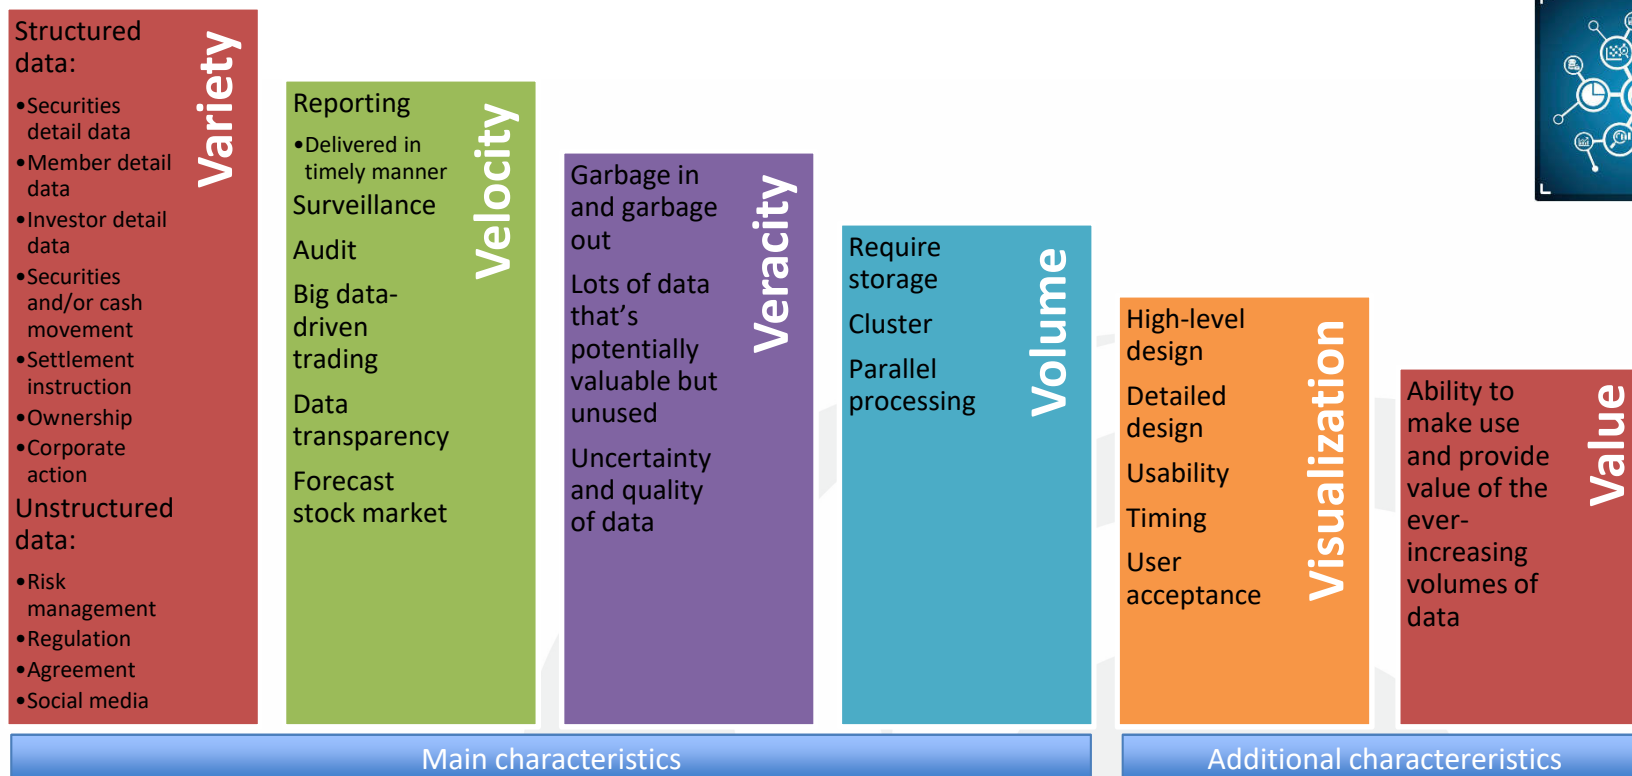 Structured
data:
•Securities
detail data
•Member detail
data
•Investor detail
data
•Securities
and/or cash
movement
•Settlement
instruction
•Ownership
•Corporate
action
Unstructured
data:
•Risk
management
•Regulation
•Agreement
•Social media
Variety
Reporting
•Delivered in
timely manner
Surveillance
Audit
Big data-
driven
trading
Data
transparency
Forecast
stock market
Velocity
Garbage in
and garbage
out
Lots of data
that’s
potentially
valuable but
unused
Uncertainty
and quality
of data
Veracity
Require
storage
Cluster
Parallel
processing
Volume
High-level
design
Detailed
design
Usability
Timing
User
acceptance
Visualization
Ability to
make use
and provide
value of the
ever-
increasing
volumes of
data
Value
Main characteristics
Additional charactereristics